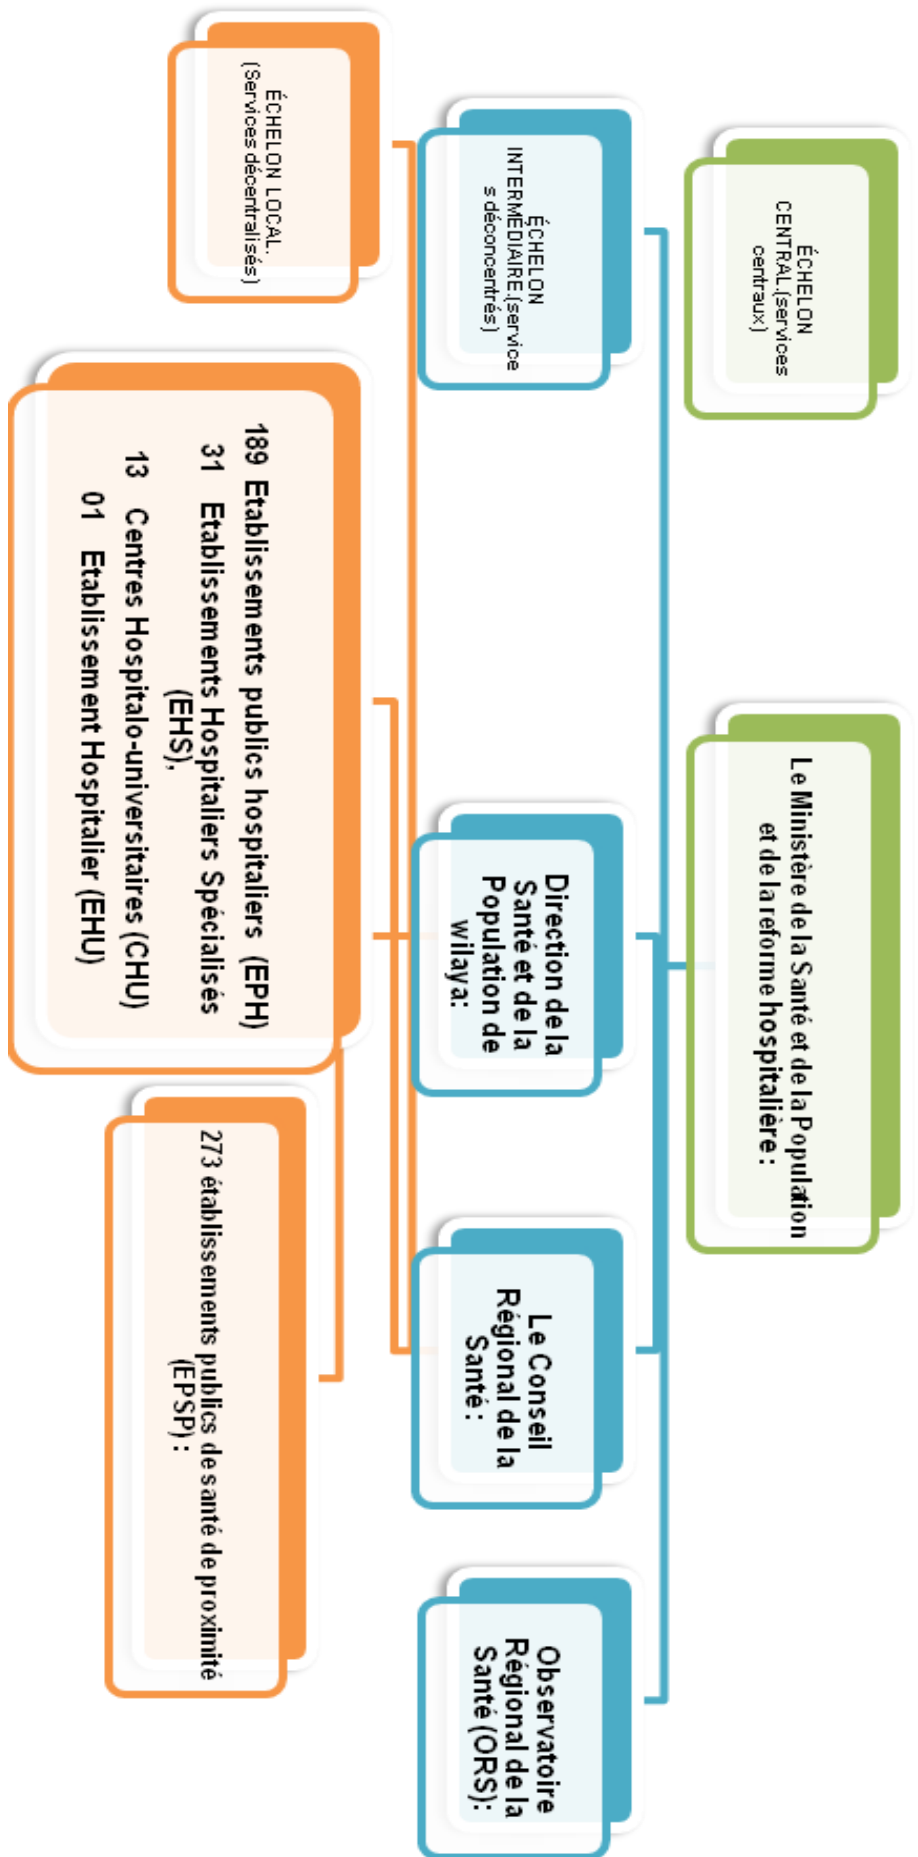 ÉCHELON
CENTRAL.(services
centraux)
Le Ministère de la Santé et de la Population
et de la reforme hospitalière :
ÉCHELON
INTERMÉDIAIRE.(service
s déconcentrés)
Direction de la
Santé et de la
Population de
wilaya:
Le Conseil
Régional de la
Santé :
Observatoire
Régional de la
Santé (ORS):
ÉCHELON LOCAL.
(Services décentralisés)
189 Etablissements publics hospitaliers (EPH)
31 Etablissements Hospitaliers Spécialisés
(EHS),
13 Centres Hospitalo-universitaires (CHU)
01 Etablissement Hospitalier (EHU)
273 établissements publics de santé de proximité
(EPSP) :